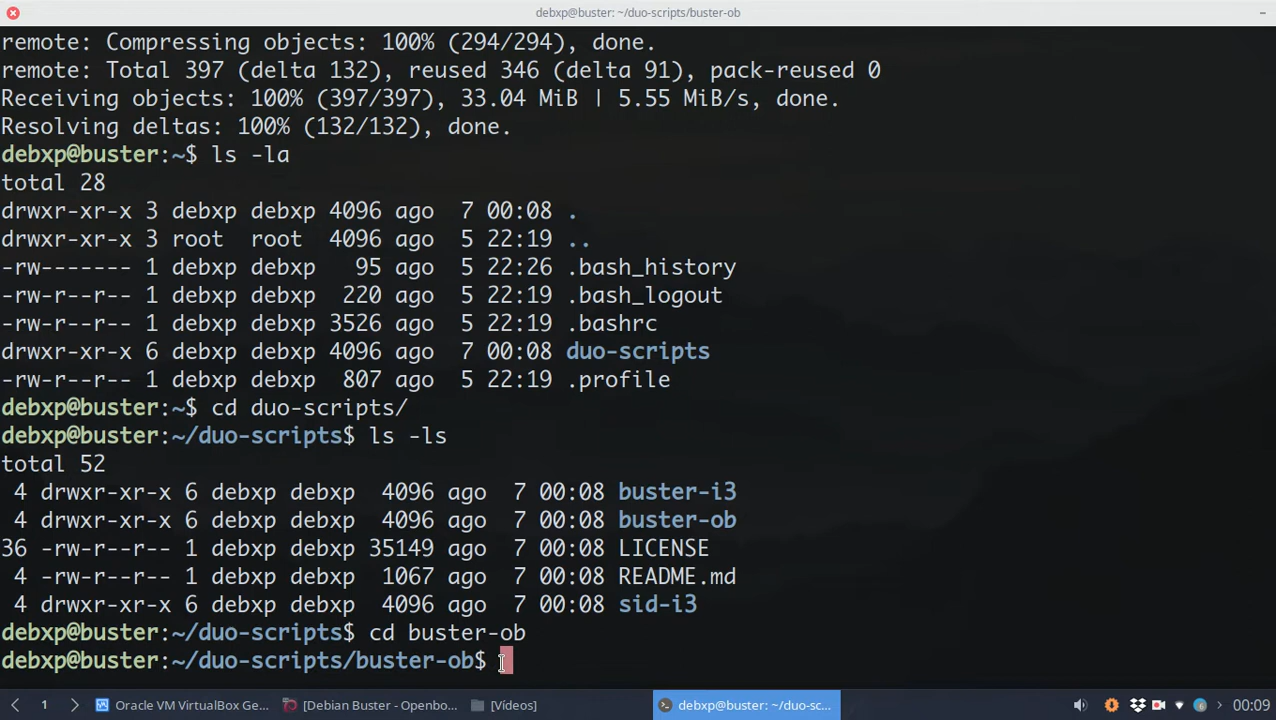 debxp@buster: ~/duo-scripts/buster-ob
remote: Compressing objects: 100% (294/294), done.
remote: Total 397 (delta 132), reused 346 (delta 91), pack-reused 0
Receiving objects: 100% (397/397), 33.04 MiB | 5.55 MiB/s, done.
Resolving deltas: 100% (132/132), done.
debxp@buster:~$ ls -la
total 28
drwxr-xr-x 3 debxp debxp 4096 ago  7 00:08 .
drwxr-xr-x 3 root  root  4096 ago  5 22:19 ..
-rw------- 1 debxp debxp   95 ago  5 22:26 .bash_history
-rw-r--r-- 1 debxp debxp  220 ago  5 22:19 .bash_logout
-rw-r--r-- 1 debxp debxp 3526 ago  5 22:19 .bashrc
drwxr-xr-x 6 debxp debxp 4096 ago  7 00:08 duo-scripts
-rw-r--r-- 1 debxp debxp  807 ago  5 22:19 .profile
debxp@buster:~$ cd duo-scripts/
debxp@buster:~/duo-scripts$ ls -ls
total 52
 4 drwxr-xr-x 6 debxp debxp  4096 ago  7 00:08 buster-i3
 4 drwxr-xr-x 6 debxp debxp  4096 ago  7 00:08 buster-ob
36 -rw-r--r-- 1 debxp debxp 35149 ago  7 00:08 LICENSE
 4 -rw-r--r-- 1 debxp debxp  1067 ago  7 00:08 README.md
 4 drwxr-xr-x 6 debxp debxp  4096 ago  7 00:08 sid-i3
debxp@buster:~/duo-scripts$ cd buster-ob
debxp@buster:~/duo-scripts/buster-ob$
1 Oracle VM VirtualBox Ge... [Debian Buster - Openbo... [Vídeos] debxp@buster: ~/duo-sc... 00:09